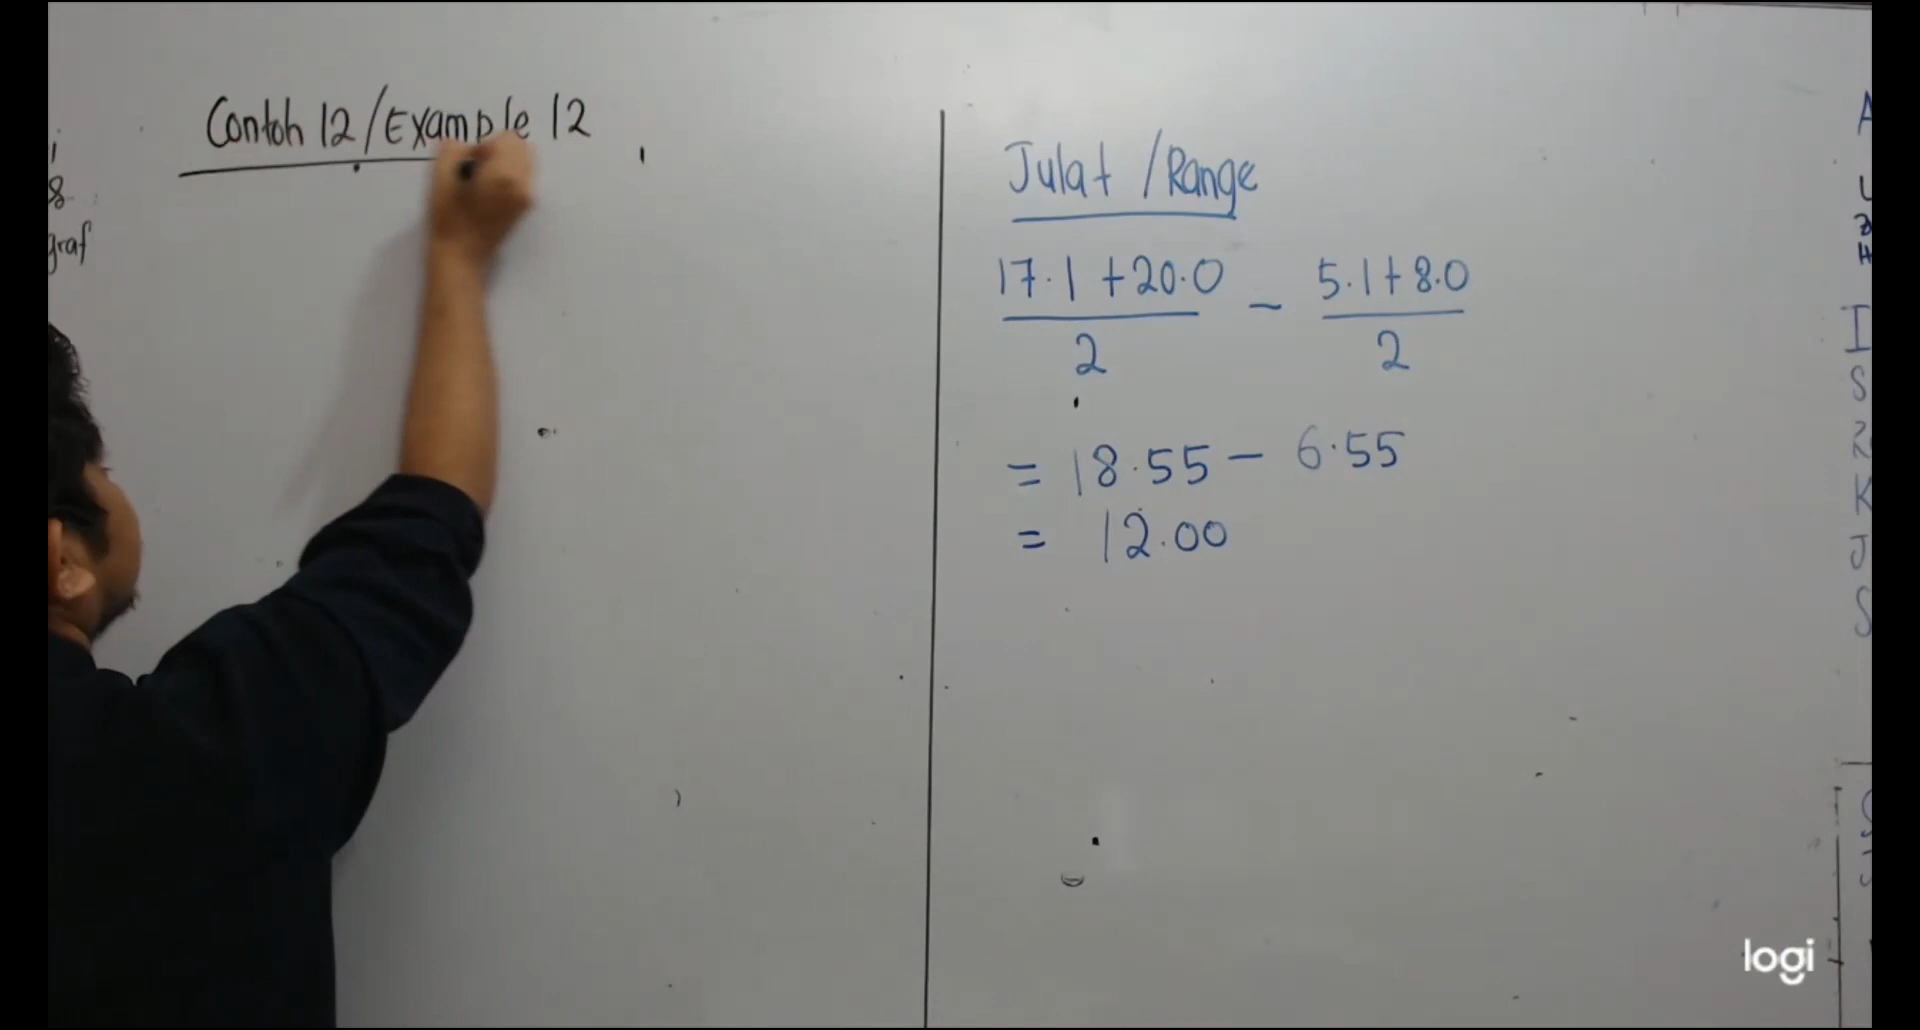 Contoh 12/Example 12
8
graf
Julat /Range
17.1 + 20.0 - 5.1 + 8.0
2 2
= 18.55 - 6.55
= 12.00
A
U
I
S
K
J
S
logi